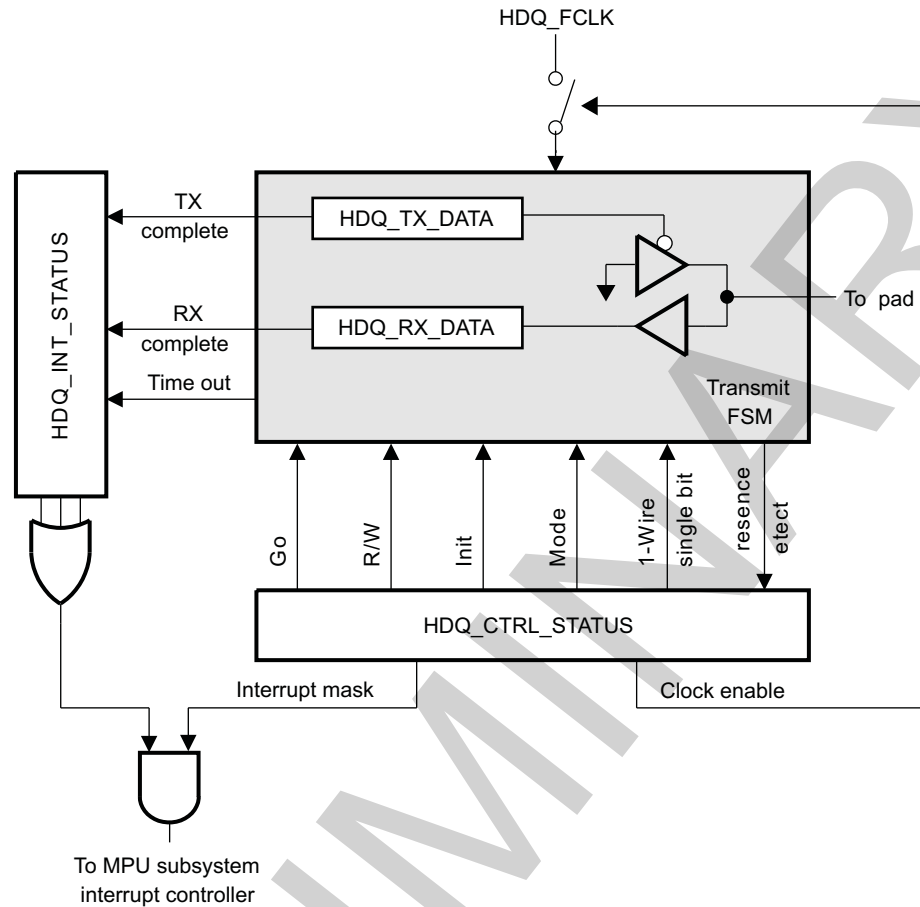 HDQ_FCLK
TX
complete
HDQ_TX_DATA
HDQ_INT_STATUS
To pad
RX
complete
HDQ_RX_DATA
Time out
Transmit
FSM
Go
R/W
Init
Mode
1-Wire
single bit
resence
etect
HDQ_CTRL_STATUS
Interrupt mask
Clock enable
To MPU subsystem
interrupt controller